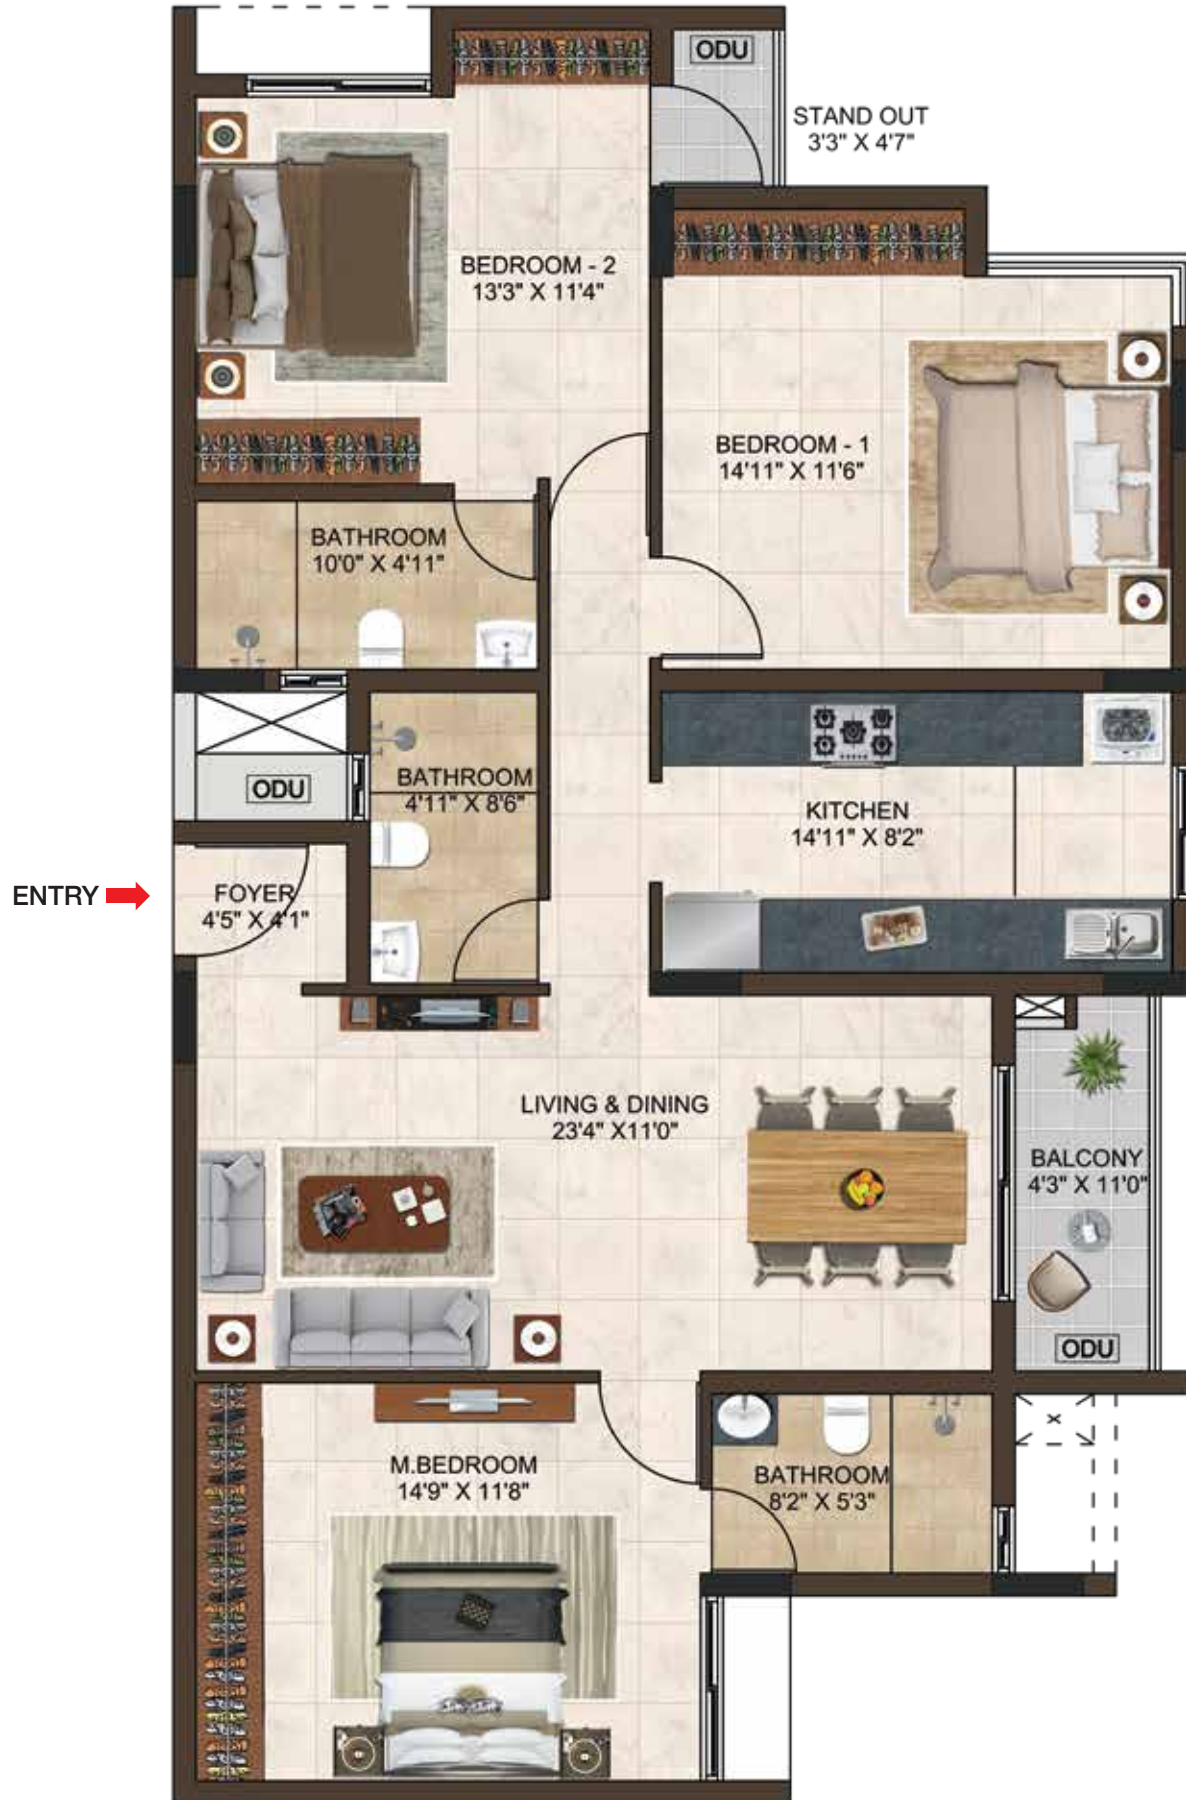 ODU
STAND OUT
3'3" X 4'7"
BEDROOM - 2
13'3" X 11'4"
BEDROOM - 1
14'11" X 11'6"
BATHROOM
10'0" X 4'11"
ODU
BATHROOM
4'11" X 8'6"
KITCHEN
14'11" X 8'2"
ENTRY
FOYER
4'5" X 4'1"
LIVING & DINING
23'4" X11'0"
BALCONY
4'3" X 11'0"
ODU
M.BEDROOM
14'9" X 11'8"
BATHROOM
8'2" X 5'3"